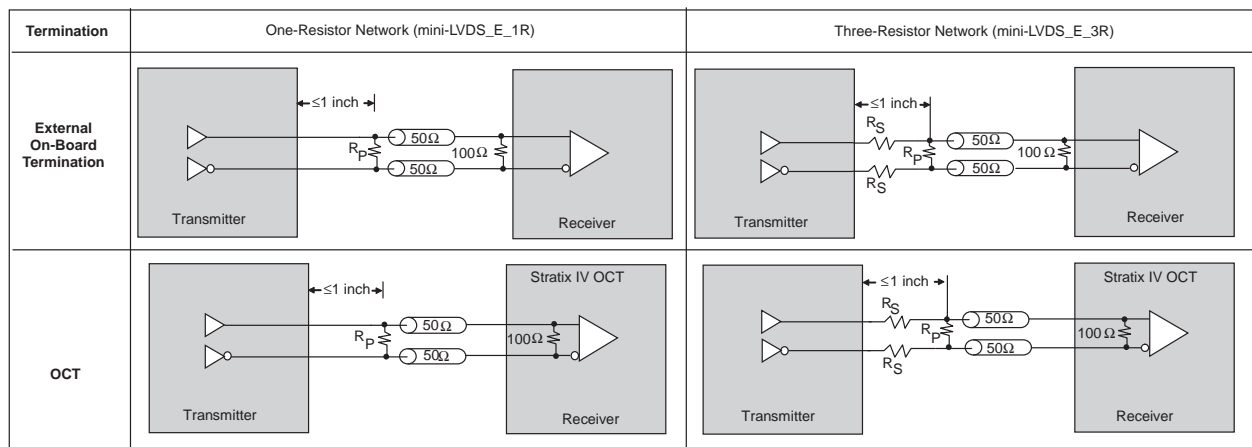 Termination
One-Resistor Network (mini-LVDS_E_1R)
Three-Resistor Network (mini-LVDS_E_3R)
External
On-Board
Termination
≤1 inch
50Ω
RP
100Ω
50Ω
Transmitter
Receiver
≤1 inch
RS
50Ω
RP
100Ω
50Ω
RS
Transmitter
Receiver
OCT
Stratix IV OCT
≤1 inch
50Ω
RP
100Ω
50Ω
Transmitter
Receiver
Stratix IV OCT
≤1 inch
RS
50Ω
RP
100Ω
50Ω
RS
Transmitter
Receiver